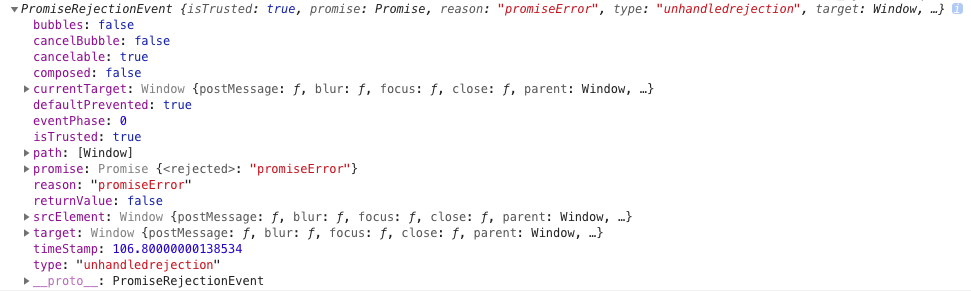 PromiseRejectionEvent {isTrusted: true, promise: Promise, reason: "promiseError", type: "unhandledrejection", target: Window, …} i
bubbles: false
cancelBubble: false
cancelable: true
composed: false
currentTarget: Window {postMessage: ƒ, blur: ƒ, focus: ƒ, close: ƒ, parent: Window, …}
defaultPrevented: true
eventPhase: 0
isTrusted: true
path: [Window]
promise: Promise {<rejected>: "promiseError"}
reason: "promiseError"
returnValue: false
srcElement: Window {postMessage: ƒ, blur: ƒ, focus: ƒ, close: ƒ, parent: Window, …}
target: Window {postMessage: ƒ, blur: ƒ, focus: ƒ, close: ƒ, parent: Window, …}
timeStamp: 106.80000000138534
type: "unhandledrejection"
__proto__: PromiseRejectionEvent